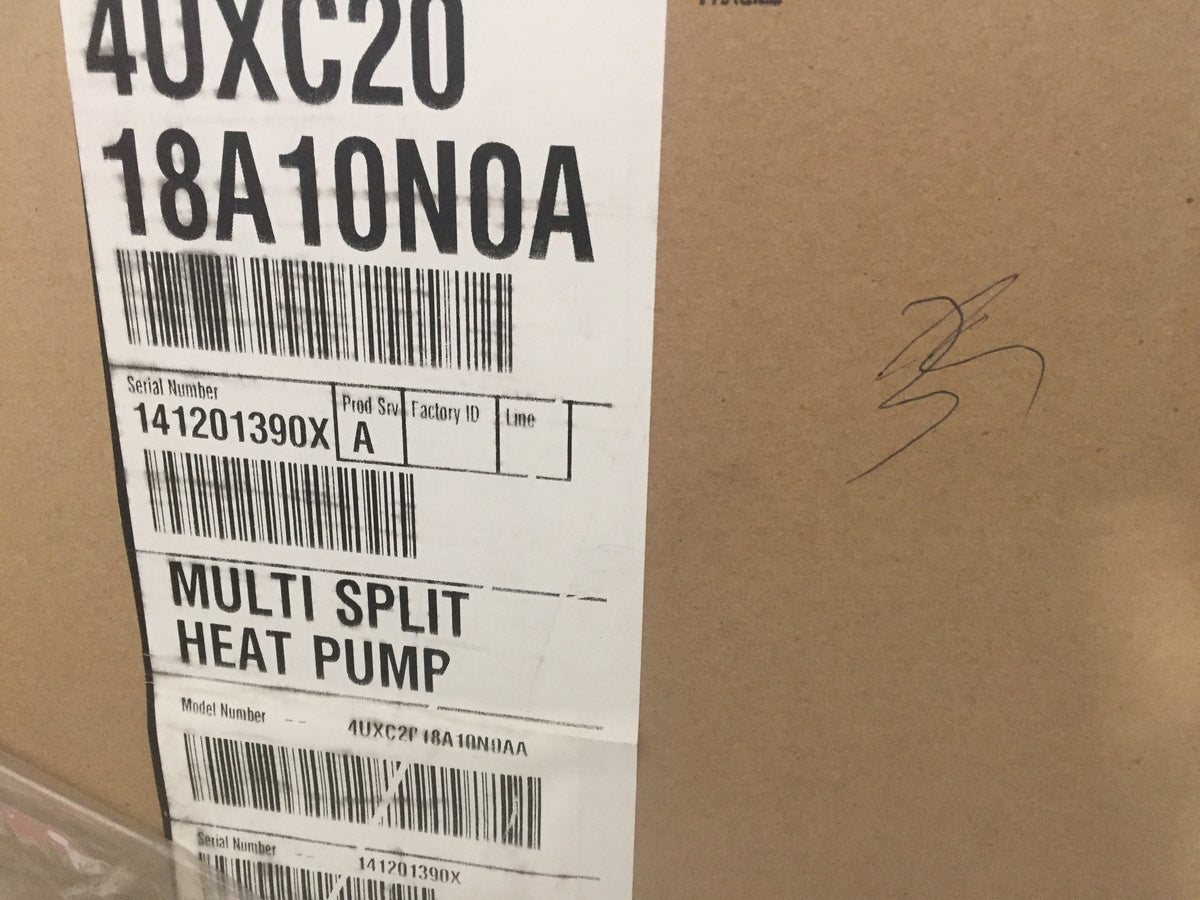 4UXC20
18A10N0A
Serial Number
141201390X
Prod Srv
A
Factory ID
Line
MULTI SPLIT
HEAT PUMP
Model Number
4UXC2018A10N0AA
Serial Number
141201390X